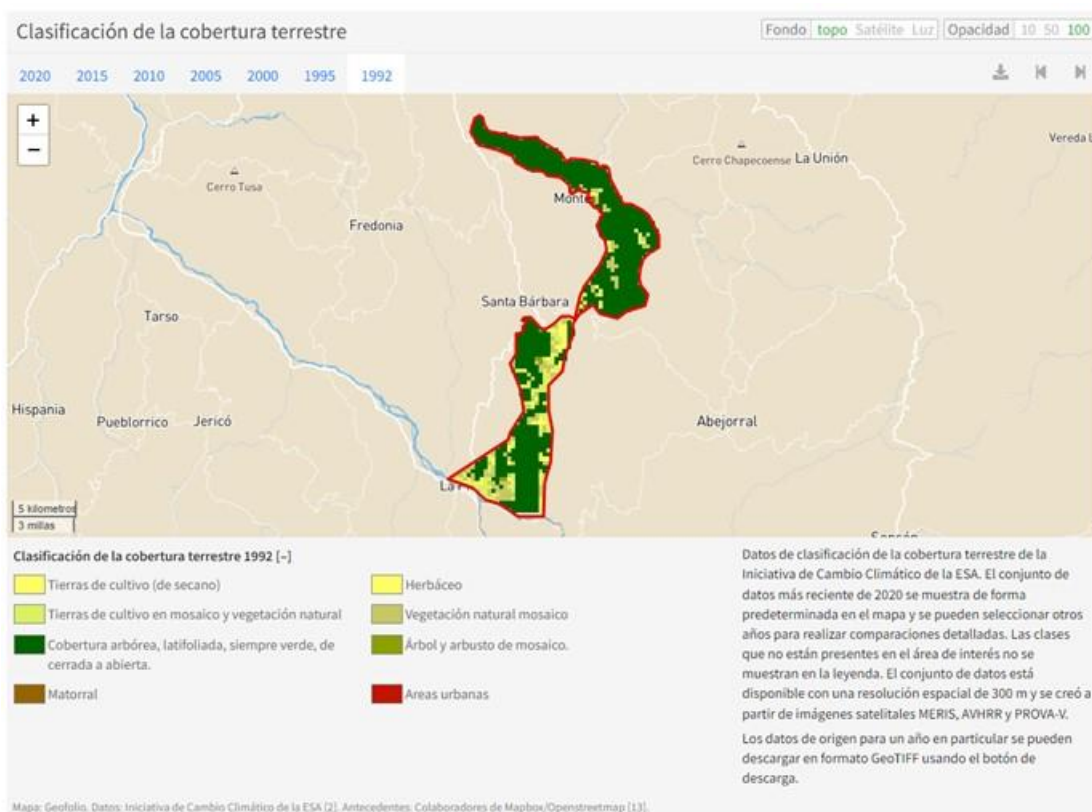 Clasificación de la cobertura terrestre
Fondo topo Satélite Luz Opacidad 10 50 100
2020 2015 2010 2005 2000 1995 1992
+
−
Vereda L
Cerro Chapecoense La Unión
Cerro Tusa
Monte
Fredonia
Santa Bárbara
Tarso
Hispania
Pueblorrico Jericó
Abejorral
La P
5 kilometros
3 millas
Sonsón
Clasificación de la cobertura terrestre 1992 [–]
Tierras de cultivo (de secano)
Tierras de cultivo en mosaico y vegetación natural
Cobertura arbórea, latifoliada, siempre verde, de
cerrada a abierta.
Matorral
Herbáceo
Vegetación natural mosaico
Árbol y arbusto de mosaico.
Areas urbanas
Datos de clasificación de la cobertura terrestre de la
Iniciativa de Cambio Climático de la ESA. El conjunto de
datos más reciente de 2020 se muestra de forma
predeterminada en el mapa y se pueden seleccionar otros
años para realizar comparaciones detalladas. Las clases
que no están presentes en el área de interés no se
muestran en la leyenda. El conjunto de datos está
disponible con una resolución espacial de 300 m y se creó a
partir de imágenes satelitales MERIS, AVHRR y PROVA-V.
Los datos de origen para un año en particular se pueden
descargar en formato GeoTIFF usando el botón de
descarga.
Mapa: Geofolio. Datos: Iniciativa de Cambio Climático de la ESA [2]. Antecedentes: Colaboradores de Mapbox/Openstreetmap [13].